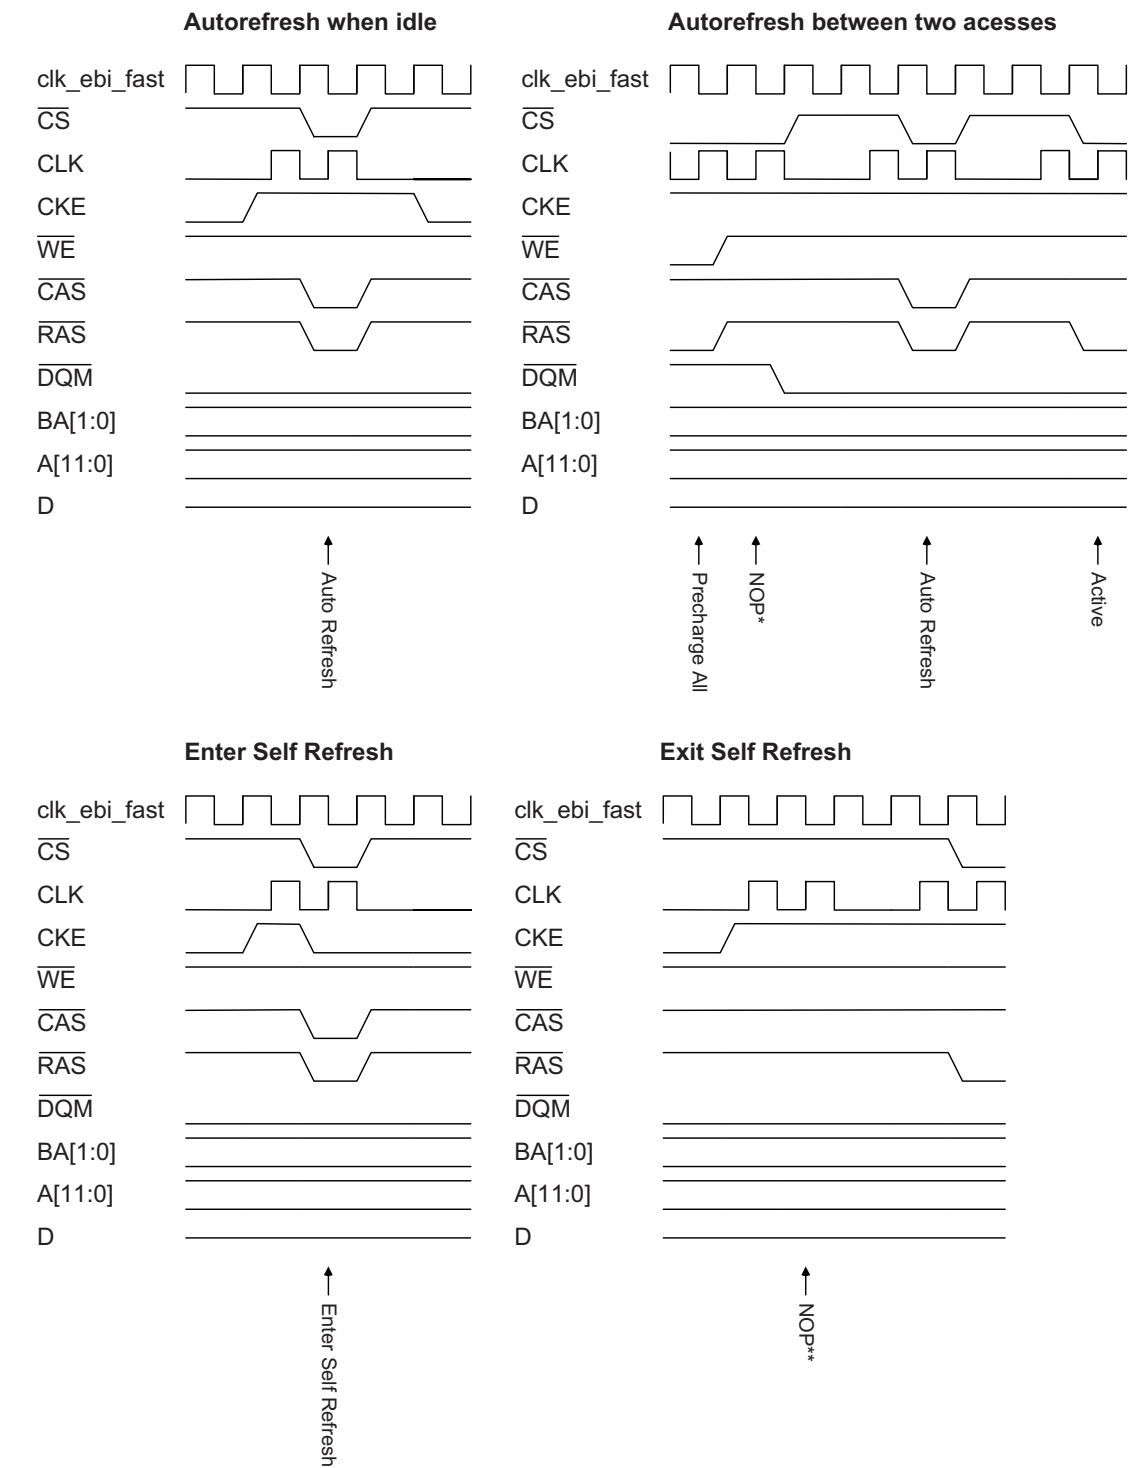 Autorefresh when idle
clk_ebi_fast
CS
CLK
CKE
WE
CAS
RAS
DQM
BA[1:0]
A[11:0]
D
Auto Refresh
Autorefresh between two acesses
clk_ebi_fast
CS
CLK
CKE
WE
CAS
RAS
DQM
BA[1:0]
A[11:0]
D
Precharge All
NOP*
Auto Refresh
Active
Enter Self Refresh
clk_ebi_fast
CS
CLK
CKE
WE
CAS
RAS
DQM
BA[1:0]
A[11:0]
D
Enter Self Refresh
Exit Self Refresh
clk_ebi_fast
CS
CLK
CKE
WE
CAS
RAS
DQM
BA[1:0]
A[11:0]
D
NOP**